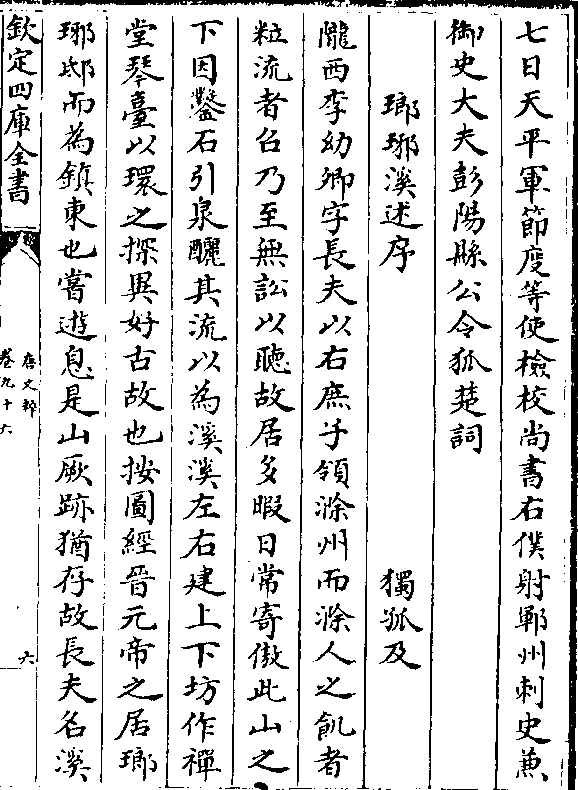 七日天平軍節度等使檢校尚書右僕射鄆州刺史兼
御史大夫彭陽縣公令狐楚詞
瑯琊溪述序 獨孤及
隴西李幼卿字長夫以右庶子領滁州而滁人之飢者
粒流者召乃至無訟以聽故居多暇日常寄傲此山之
下因鑿石引泉釃其流以為溪溪左右建上下坊作禪
堂琴臺以環之探異好古故也按圖經晉元帝之居瑯
琊邸而為鎮東也嘗遊息是山厥跡猶存故長夫名溪
欽定四庫全書
唐文粹
卷九十六
六